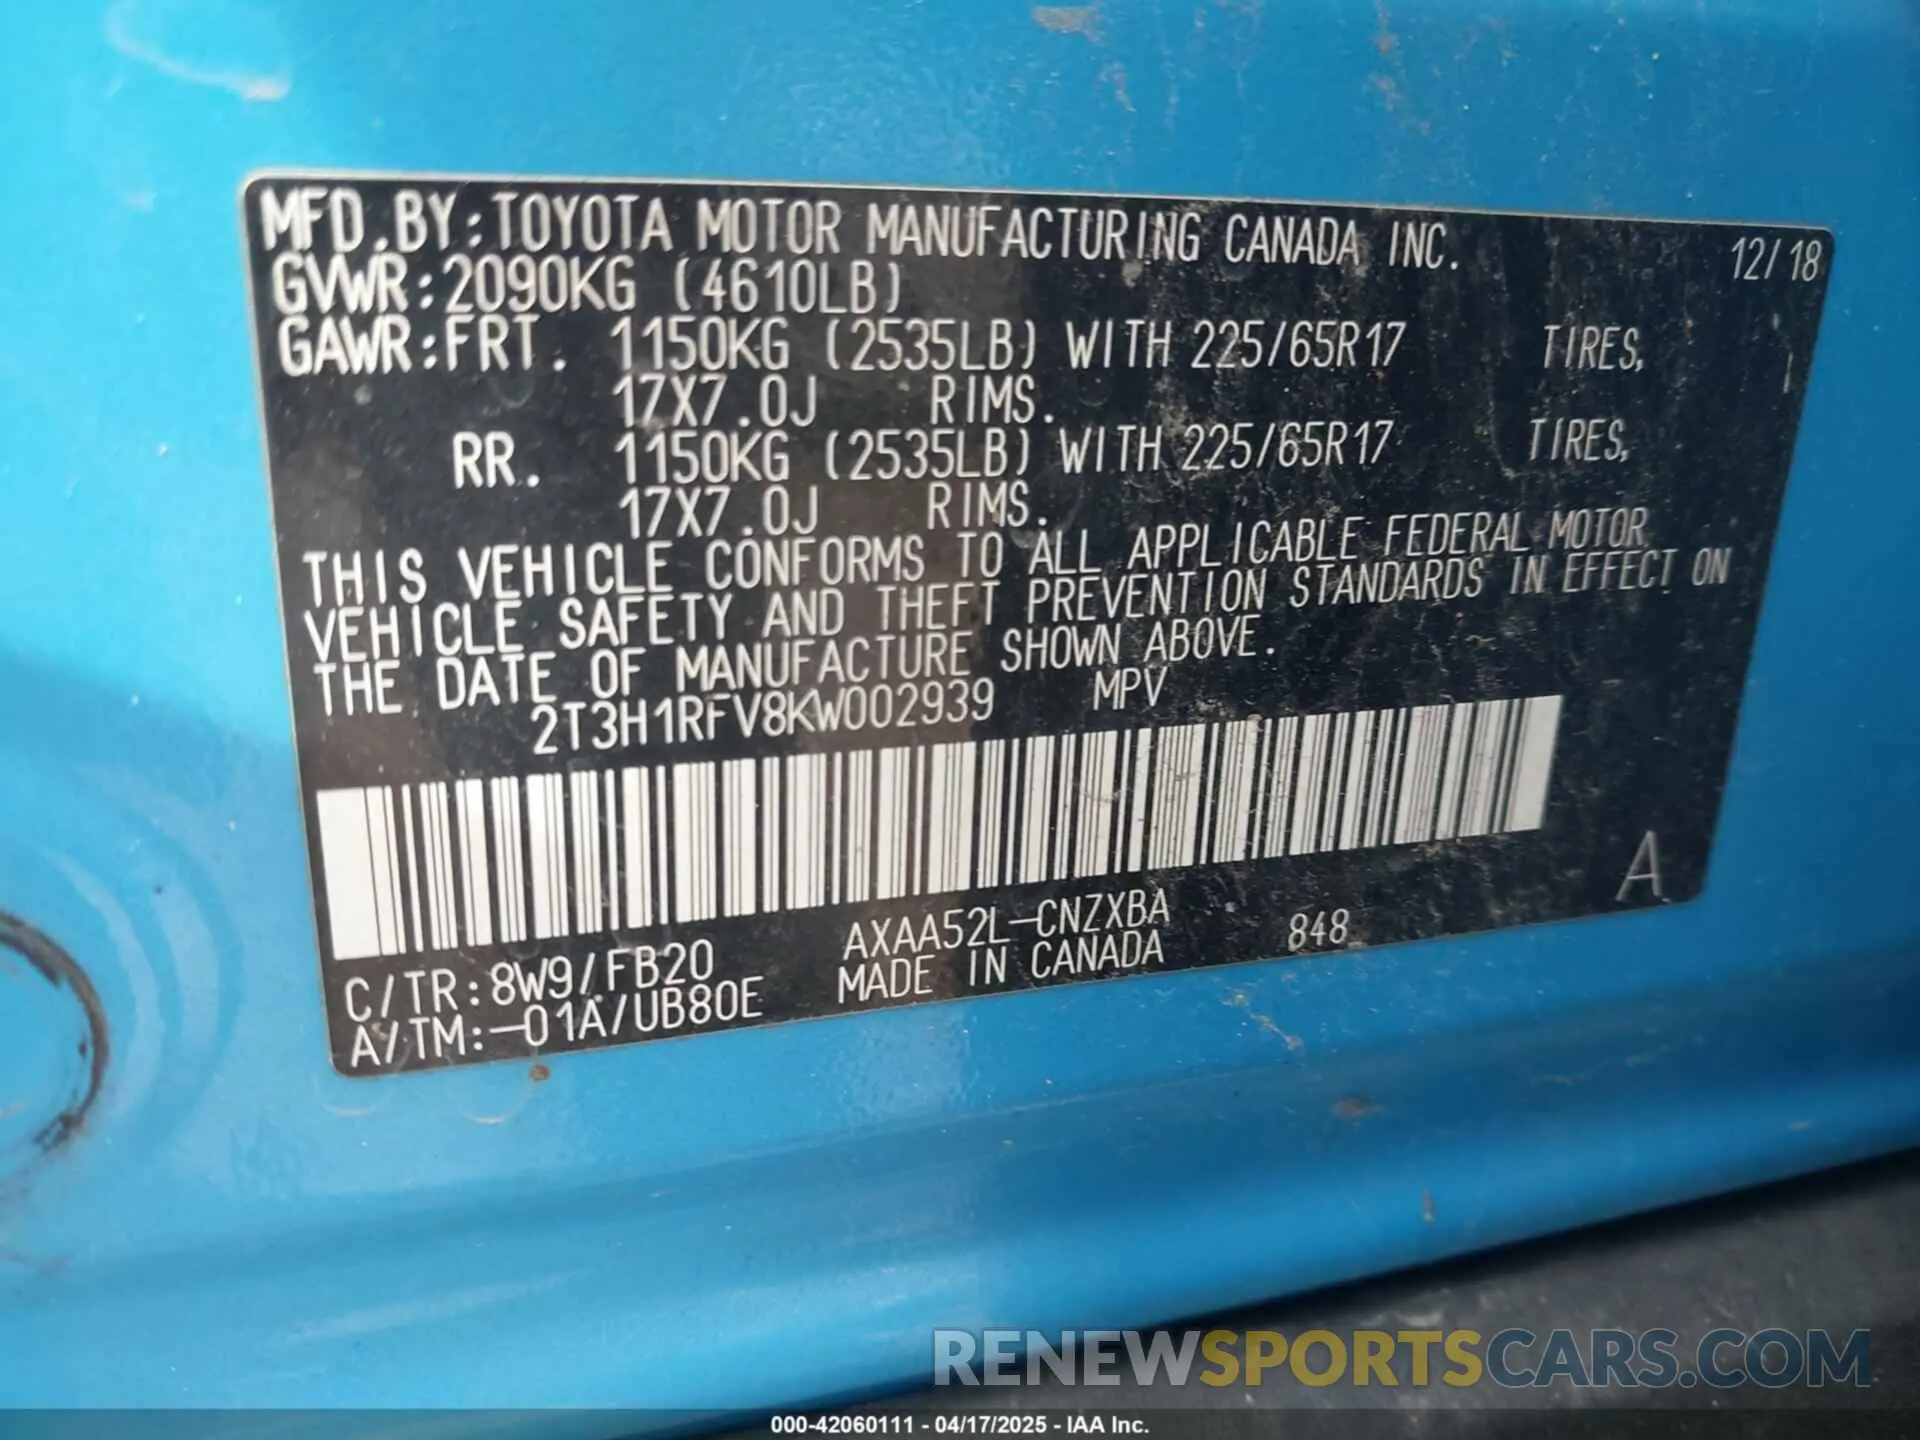 MFD.BY:TOYOTA MOTOR MANUFACTURING CANADA INC. 12/18
GVWR:2090KG (4610LB)
GAWR:FRT. 1150KG (2535LB) WITH 225/65R17 TIRES,
17X7.0J RIMS.
RR. 1150KG (2535LB) WITH 225/65R17 TIRES,
17X7.0J RIMS.
THIS VEHICLE CONFORMS TO ALL APPLICABLE FEDERAL MOTOR
VEHICLE SAFETY AND THEFT PREVENTION STANDARDS IN EFFECT ON
THE DATE OF MANUFACTURE SHOWN ABOVE.
2T3H1RFV8KW002939 MPV
A
C/TR:8W9/FB20 AXAA52L-CNZXBA 848
A/TM:-01A/UB80E MADE IN CANADA
RENEWSPORTSCARS.COM
000-42060111 - 04/17/2025 - IAA Inc.